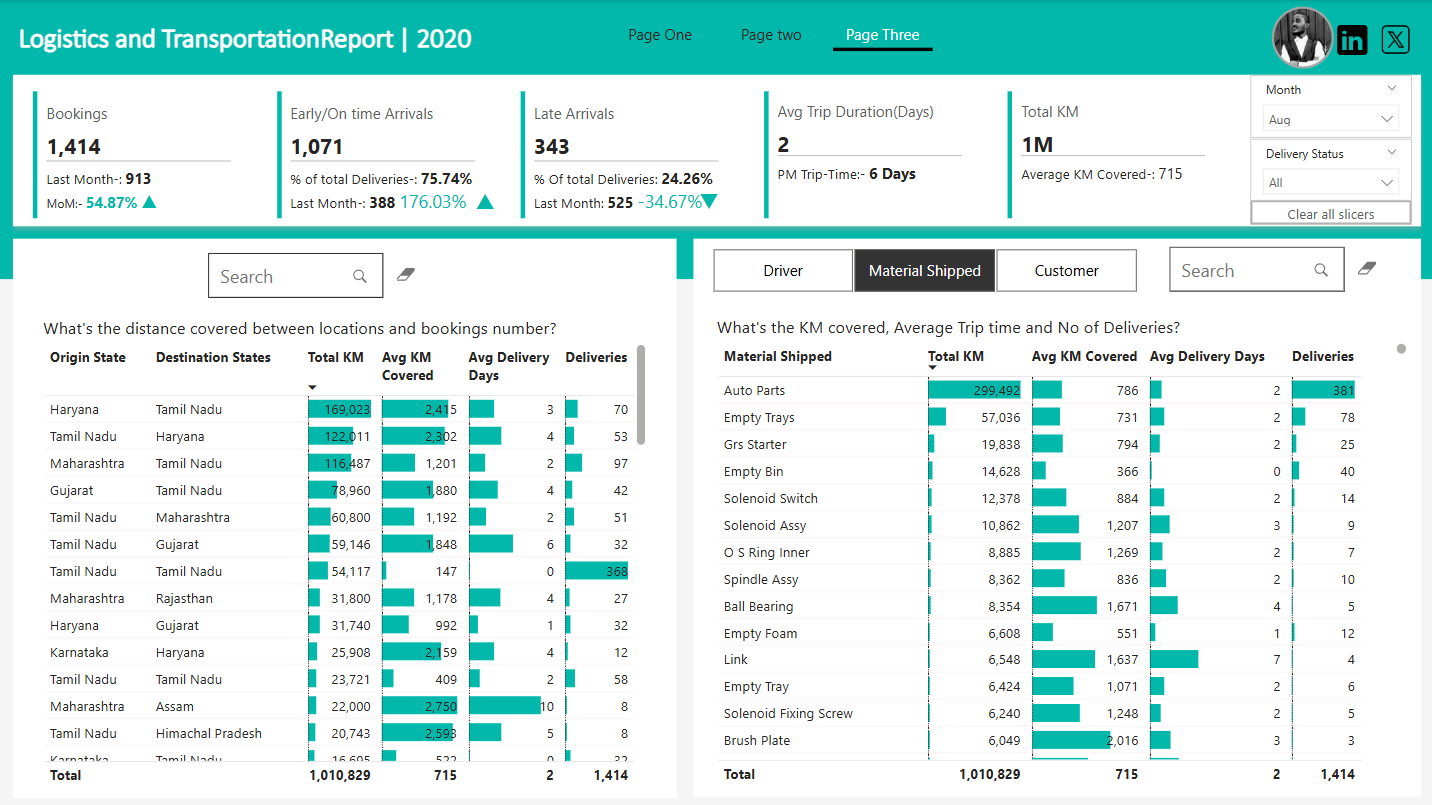 Logistics and TransportationReport | 2020
Page One
Page two
Page Three
in
X
Bookings
1,414
Last Month-: 913
MoM:- 54.87%
Early/On time Arrivals
1,071
% of total Deliveries-: 75.74%
Last Month-: 388 176.03%
Late Arrivals
343
% Of total Deliveries: 24.26%
Last Month: 525 -34.67%
Avg Trip Duration(Days)
2
PM Trip-Time:- 6 Days
Total KM
1M
Average KM Covered-: 715
Month
Aug
Delivery Status
All
Clear all slicers
Search
What's the distance covered between locations and bookings number?
Origin State Destination States Total KM Avg KM Covered Avg Delivery Days Deliveries
Haryana Tamil Nadu 169,023 2,415 3 70
Tamil Nadu Haryana 122,011 2,302 4 53
Maharashtra Tamil Nadu 116,487 1,201 2 97
Gujarat Tamil Nadu 78,960 1,880 4 42
Tamil Nadu Maharashtra 60,800 1,192 2 51
Tamil Nadu Gujarat 59,146 1,848 6 32
Tamil Nadu Tamil Nadu 54,117 147 0 368
Maharashtra Rajasthan 31,800 1,178 4 27
Haryana Gujarat 31,740 992 1 32
Karnataka Haryana 25,908 2,159 4 12
Tamil Nadu Tamil Nadu 23,721 409 2 58
Maharashtra Assam 22,000 2,750 10 8
Tamil Nadu Himachal Pradesh 20,743 2,593 5 8
Karnataka Tamil Nadu 16,695 522 0 32
Total 1,010,829 715 2 1,414
Driver
Material Shipped
Customer
Search
What's the KM covered, Average Trip time and No of Deliveries?
Material Shipped Total KM Avg KM Covered Avg Delivery Days Deliveries
Auto Parts 299,492 786 2 381
Empty Trays 57,036 731 2 78
Grs Starter 19,838 794 2 25
Empty Bin 14,628 366 0 40
Solenoid Switch 12,378 884 2 14
Solenoid Assy 10,862 1,207 3 9
O S Ring Inner 8,885 1,269 2 7
Spindle Assy 8,362 836 2 10
Ball Bearing 8,354 1,671 4 5
Empty Foam 6,608 551 1 12
Link 6,548 1,637 7 4
Empty Tray 6,424 1,071 2 6
Solenoid Fixing Screw 6,240 1,248 2 5
Brush Plate 6,049 2,016 3 3
Total 1,010,829 715 2 1,414